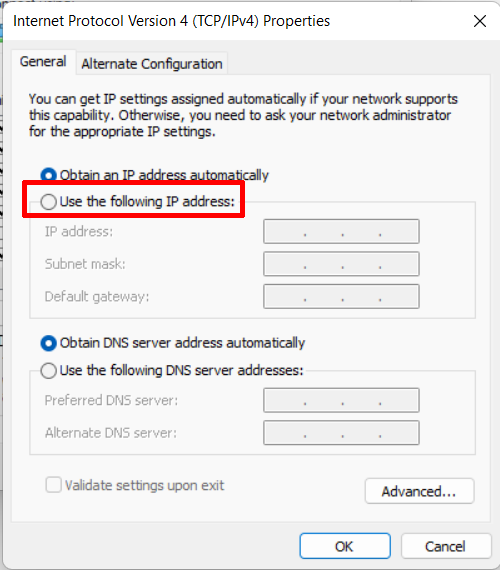 Internet Protocol Version 4 (TCP/IPv4) Properties
General
Alternate Configuration
You can get IP settings assigned automatically if your network supports
this capability. Otherwise, you need to ask your network administrator
for the appropriate IP settings.
Obtain an IP address automatically
Use the following IP address:
IP address:
Subnet mask:
Default gateway:
Obtain DNS server address automatically
Use the following DNS server addresses:
Preferred DNS server:
Alternate DNS server:
Validate settings upon exit
Advanced...
OK
Cancel